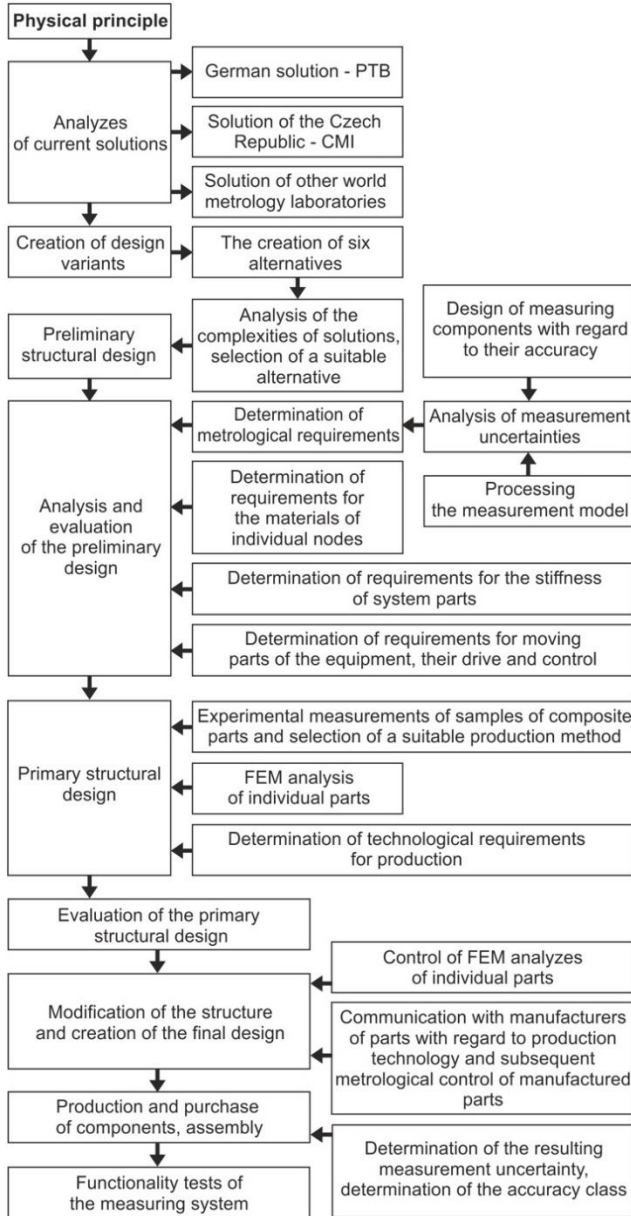 Physical principle
German solution - PTB
Analyzes
of current solutions
Solution of the Czech
Republic - CMI
Solution of other world
metrology laboratories
Creation of design
variants
The creation of six
alternatives
Preliminary
structural design
Analysis of the
complexities of solutions,
selection of a suitable
alternative
Design of measuring
components with regard
to their accuracy
Determination of
metrological requirements
Analysis of measurement
uncertainties
Processing
the measurement model
Analysis and
evaluation
of the preliminary
design
Determination of
requirements for
the materials of
individual nodes
Determination of requirements for the stiffness
of system parts
Determination of requirements for moving
parts of the equipment, their drive and control
Primary structural
design
Experimental measurements of samples of composite
parts and selection of a suitable production method
FEM analysis
of individual parts
Determination of technological requirements
for production
Evaluation of the primary
structural design
Control of FEM analyzes
of individual parts
Modification of the structure
and creation of the final design
Communication with manufacturers
of parts with regard to production
technology and subsequent
metrological control of manufactured
parts
Production and purchase
of components, assembly
Determination of the resulting
measurement uncertainty,
determination of the accuracy class
Functionality tests of
the measuring system